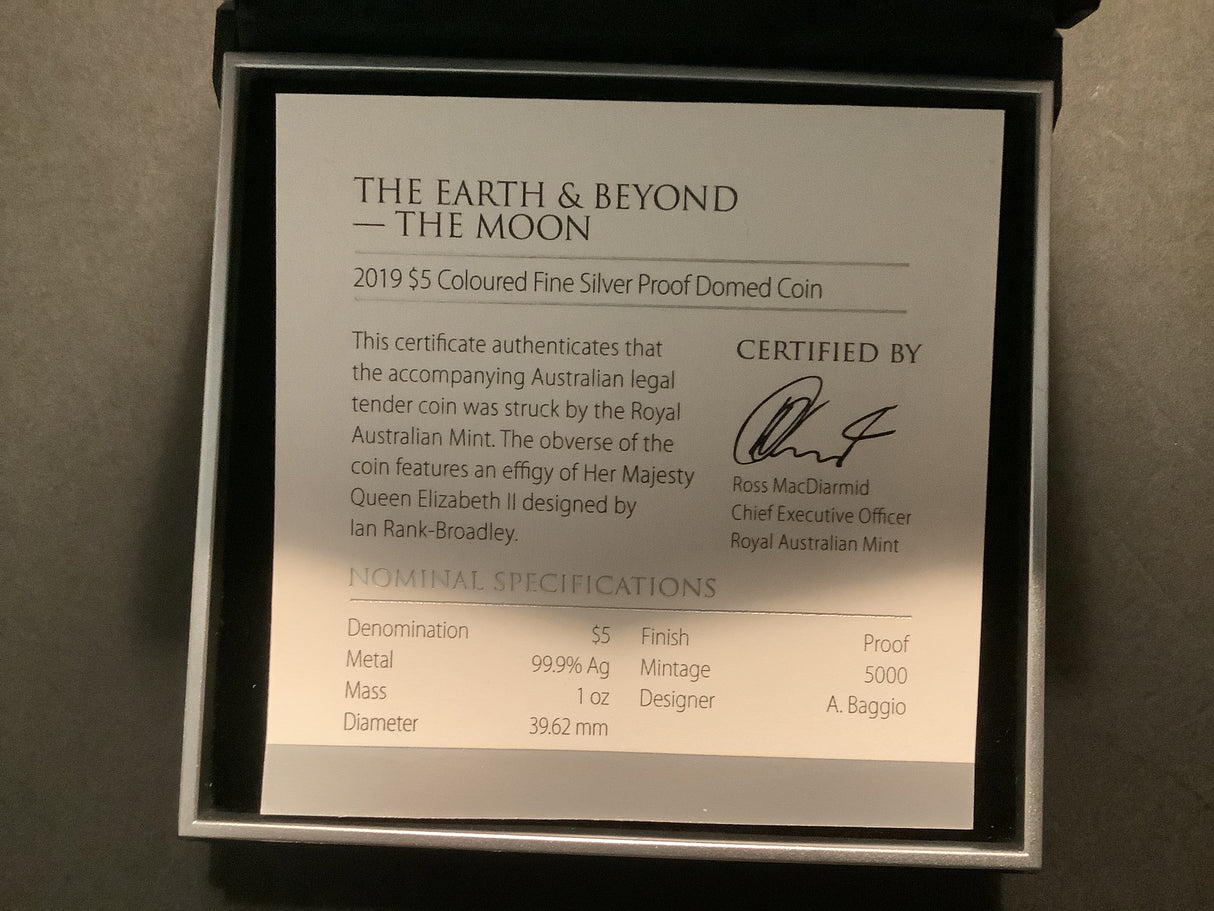 THE EARTH & BEYOND
— THE MOON
2019 $5 Coloured Fine Silver Proof Domed Coin
This certificate authenticates that
the accompanying Australian legal
tender coin was struck by the Royal
Australian Mint. The obverse of the
coin features an effigy of Her Majesty
Queen Elizabeth II designed by
Ian Rank-Broadley.
CERTIFIED BY
Ross MacDiarmid
Chief Executive Officer
Royal Australian Mint
NOMINAL SPECIFICATIONS
Denomination $5 Finish Proof
Metal 99.9% Ag Mintage 5000
Mass 1 oz Designer A. Baggio
Diameter 39.62 mm